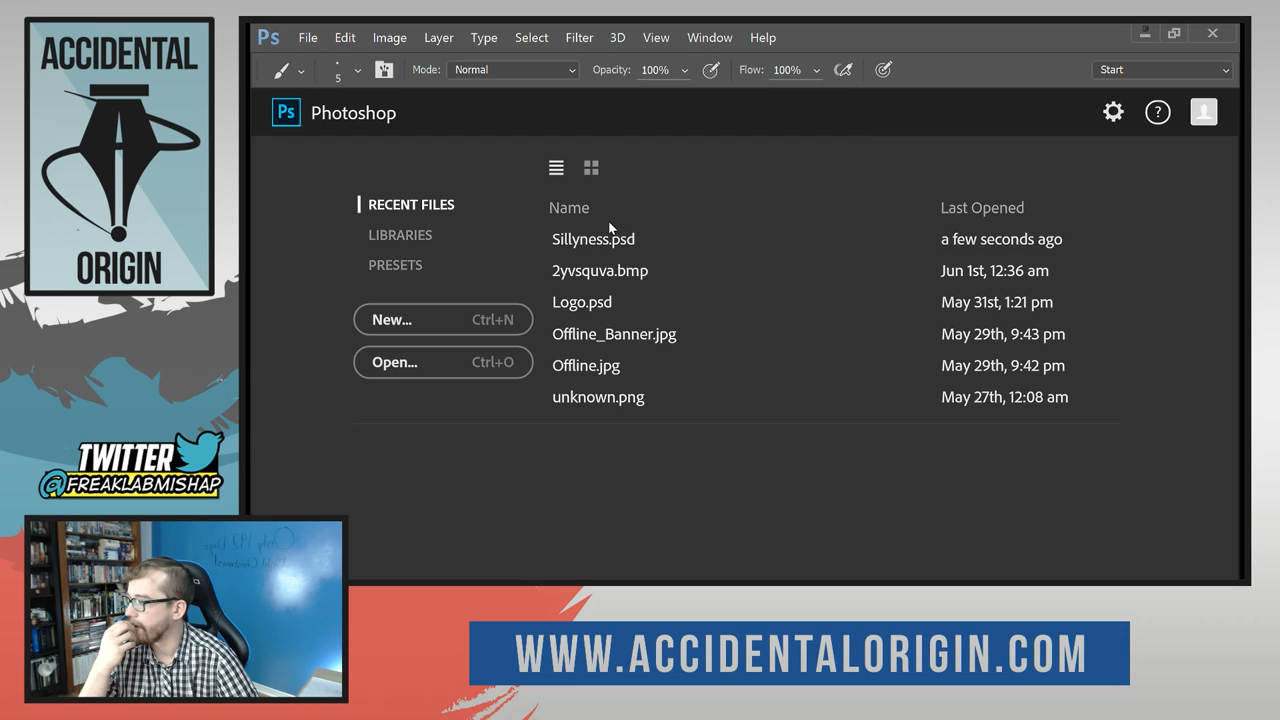 ACCIDENTAL
ORIGIN
TWITTER
@FREAKLABMISHAP
Ps File Edit Image Layer Type Select Filter 3D View Window Help
5 Mode: Normal Opacity: 100% Flow: 100% Start
Ps Photoshop ?
RECENT FILES
LIBRARIES
PRESETS
New... Ctrl+N
Open... Ctrl+O
Name Last Opened
Sillyness.psd a few seconds ago
2yvsquva.bmp Jun 1st, 12:36 am
Logo.psd May 31st, 1:21 pm
Offline_Banner.jpg May 29th, 9:43 pm
Offline.jpg May 29th, 9:42 pm
unknown.png May 27th, 12:08 am
WWW.ACCIDENTALORIGIN.COM